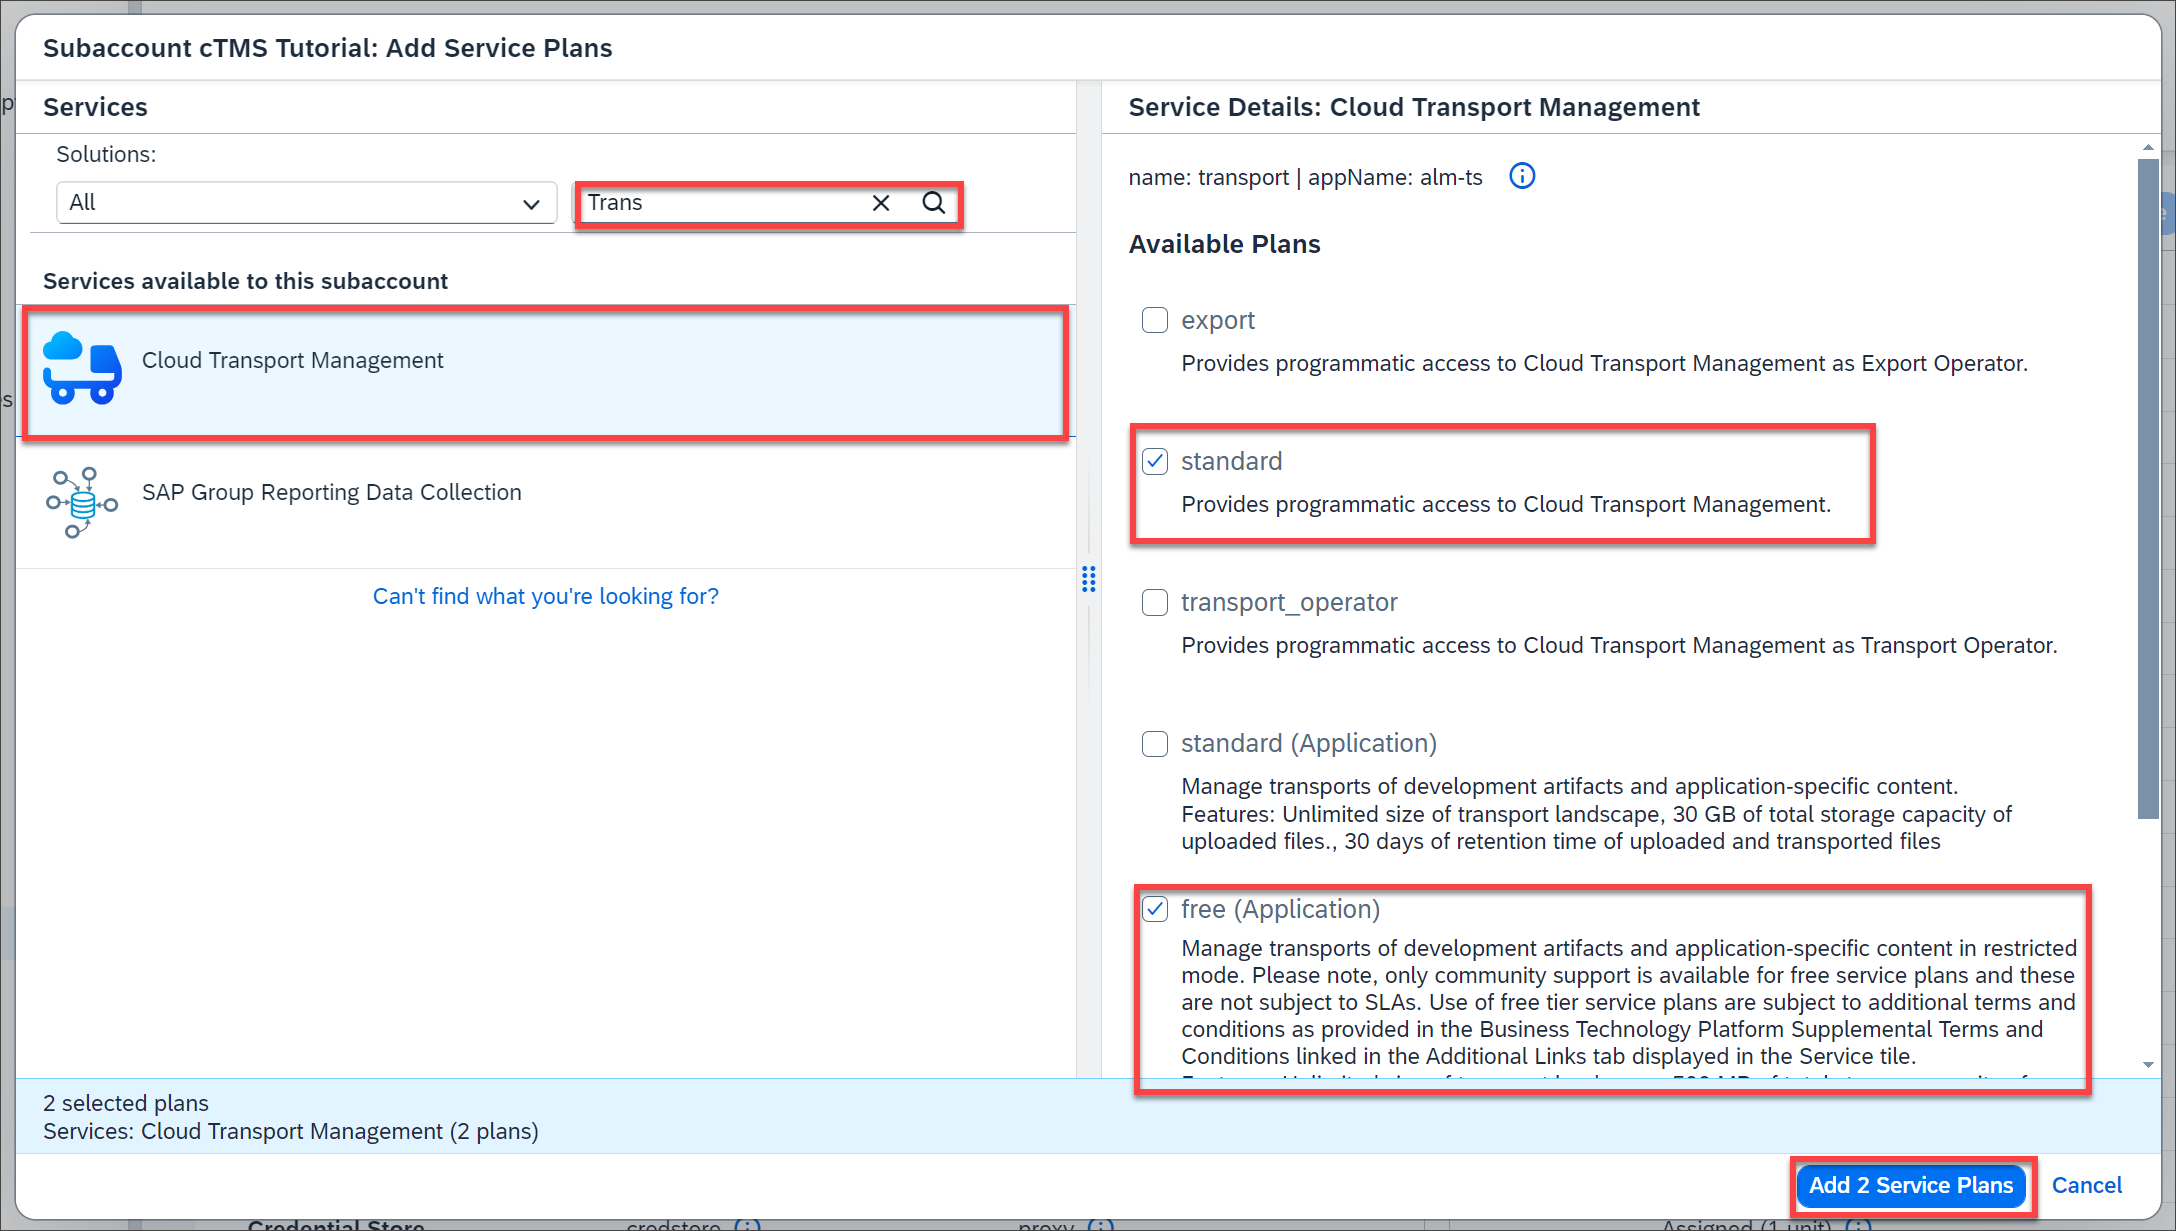 Subaccount cTMS Tutorial: Add Service Plans
Services
Solutions:
All
Trans
Services available to this subaccount
Cloud Transport Management
SAP Group Reporting Data Collection
Can't find what you're looking for?
Service Details: Cloud Transport Management
name: transport | appName: alm-ts
Available Plans
export
Provides programmatic access to Cloud Transport Management as Export Operator.
standard
Provides programmatic access to Cloud Transport Management.
transport_operator
Provides programmatic access to Cloud Transport Management as Transport Operator.
standard (Application)
Manage transports of development artifacts and application-specific content.
Features: Unlimited size of transport landscape, 30 GB of total storage capacity of
uploaded files., 30 days of retention time of uploaded and transported files
free (Application)
Manage transports of development artifacts and application-specific content in restricted
mode. Please note, only community support is available for free service plans and these
are not subject to SLAs. Use of free tier service plans are subject to additional terms and
conditions as provided in the Business Technology Platform Supplemental Terms and
Conditions linked in the Additional Links tab displayed in the Service tile.
2 selected plans
Services: Cloud Transport Management (2 plans)
Add 2 Service Plans
Cancel
Credential Store
credstore
proxy
Assigned (1 unit)